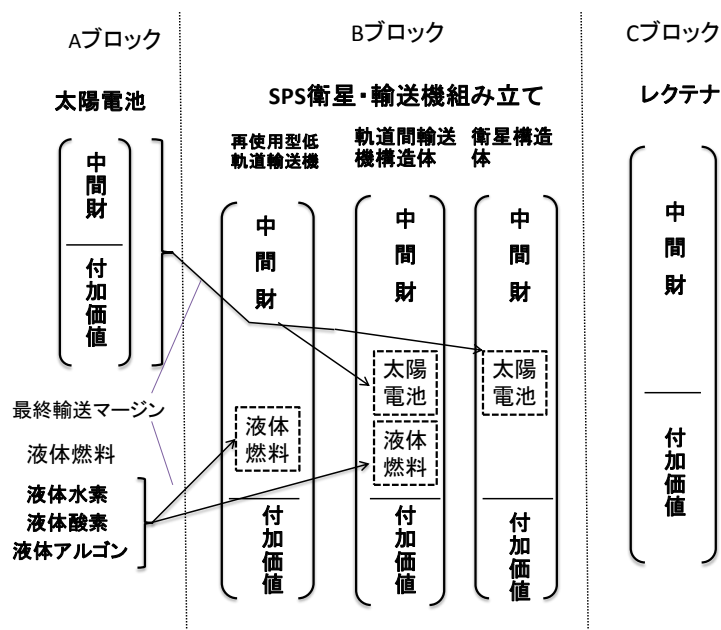 Aブロック
太陽電池
中間財
付加価値
最終輸送マージン
液体燃料
液体水素
液体酸素
液体アルゴン
Bブロック
SPS衛星・輸送機組み立て
再使用型低
軌道輸送機
中間財
液体
燃料
付加価値
軌道間輸送
機構造体
中間財
太陽
電池
液体
燃料
付加価値
衛星構造
体
中間財
太陽
電池
付加価値
Cブロック
レクテナ
中間財
付加価値